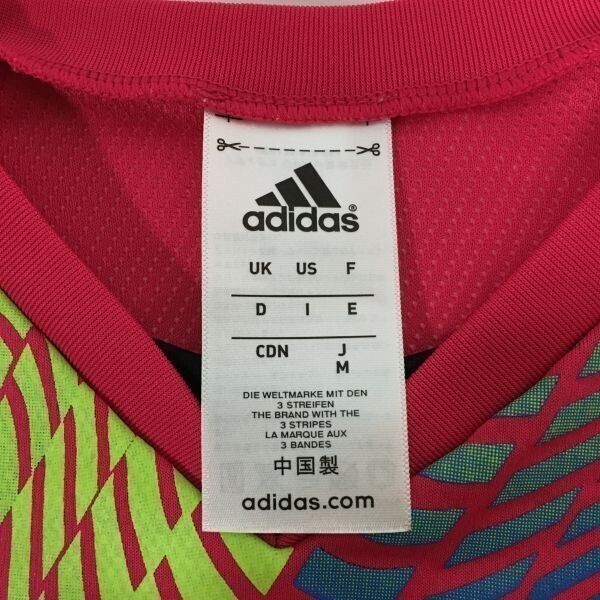 adidas®
UK US F
D I E
CDN J
M
DIE WELTMARKE MIT DEN
3 STREIFEN
THE BRAND WITH THE
3 STRIPES
LA MARQUE AUX
3 BANDES
中国製
adidas.com